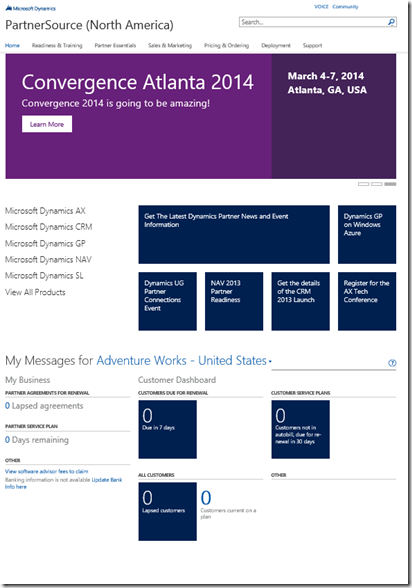 Microsoft Dynamics
VOICE Community
PartnerSource (North America)
Search...
Home Readiness & Training Partner Essentials Sales & Marketing Pricing & Ordering Deployment Support
Convergence Atlanta 2014
Convergence 2014 is going to be amazing!
Learn More
March 4-7, 2014
Atlanta, GA, USA
Microsoft Dynamics AX
Microsoft Dynamics CRM
Microsoft Dynamics GP
Microsoft Dynamics NAV
Microsoft Dynamics SL
View All Products
Get The Latest Dynamics Partner News and Event
Information
Dynamics GP
on Windows
Azure
Dynamics UG
Partner
Connections
Event
NAV 2013
Partner
Readiness
Get the details
of the CRM
2013 Launch
Register for the
AX Tech
Conference
My Messages for Adventure Works - United States
?
My Business
PARTNER AGREEMENTS FOR RENEWAL
0 Lapsed agreements
PARTNER SERVICE PLAN
0 Days remaining
OTHER
View software advisor fees to claim
Banking information is not available Update Bank
Info here
Customer Dashboard
CUSTOMERS DUE FOR RENEWAL
0
Due in 7 days
CUSTOMER SERVICE PLANS
0
Customers not in
autobill, due for re-
newal in 30 days
ALL CUSTOMERS
0
Lapsed customers
0
Customers current on a
plan
OTHER